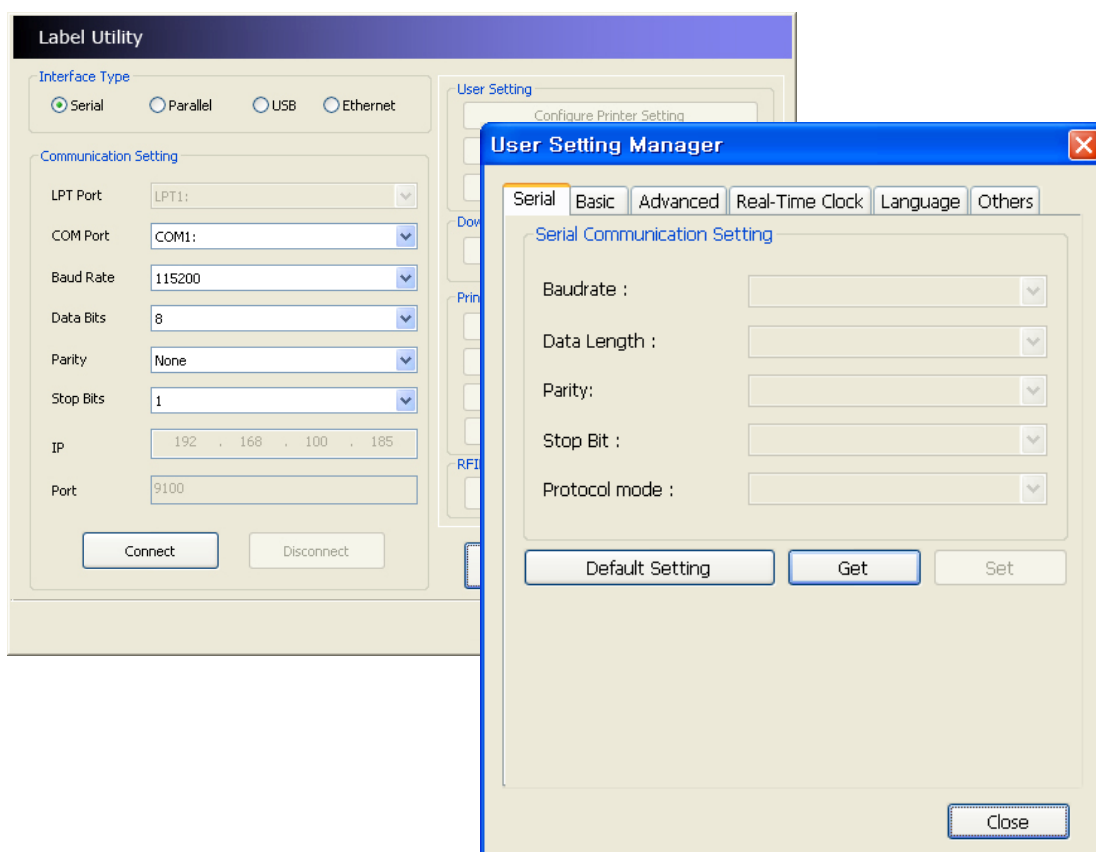 Label Utility
Interface Type
Serial Parallel USB Ethernet
Communication Setting
LPT Port LPT1:
COM Port COM1:
Baud Rate 115200
Data Bits 8
Parity None
Stop Bits 1
IP 192 . 168 . 100 . 185
Port 9100
Connect Disconnect
User Setting
Configure Printer Setting
User Setting Manager
Serial Basic Advanced Real-Time Clock Language Others
Serial Communication Setting
Baudrate :
Data Length :
Parity:
Stop Bit :
Protocol mode :
Default Setting Get Set
Close